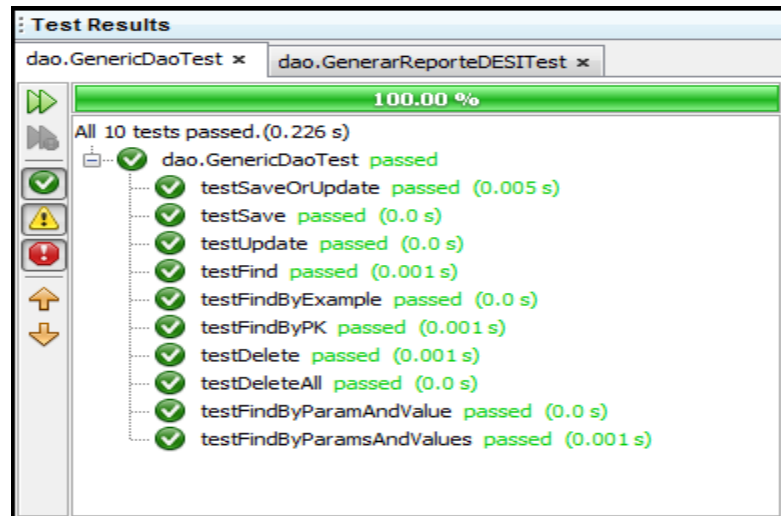 Test Results
dao.GenericDaoTest × dao.GenerarReporteDESITest ×
100.00 %
All 10 tests passed.(0.226 s)
dao.GenericDaoTest passed
testSaveOrUpdate passed (0.005 s)
testSave passed (0.0 s)
testUpdate passed (0.0 s)
testFind passed (0.001 s)
testFindByExample passed (0.0 s)
testFindByPK passed (0.001 s)
testDelete passed (0.001 s)
testDeleteAll passed (0.0 s)
testFindByParamAndValue passed (0.0 s)
testFindByParamsAndValues passed (0.001 s)